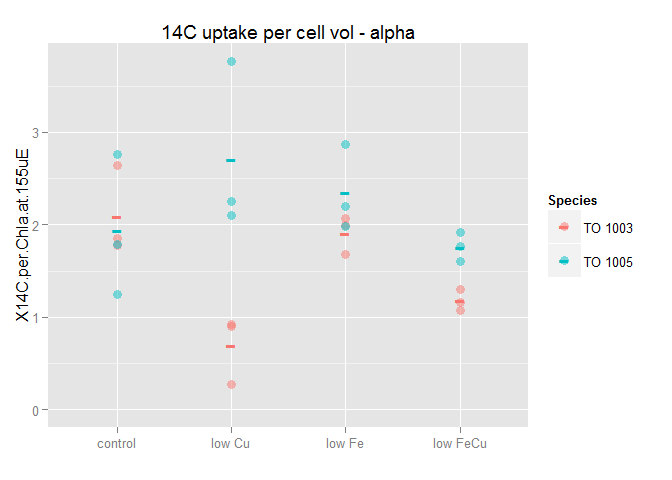 14C uptake per cell vol - alpha
X14C.per.Chla.at.155uE
3
2
1
0
control
low Cu
low Fe
low FeCu
Species
TO 1003
TO 1005